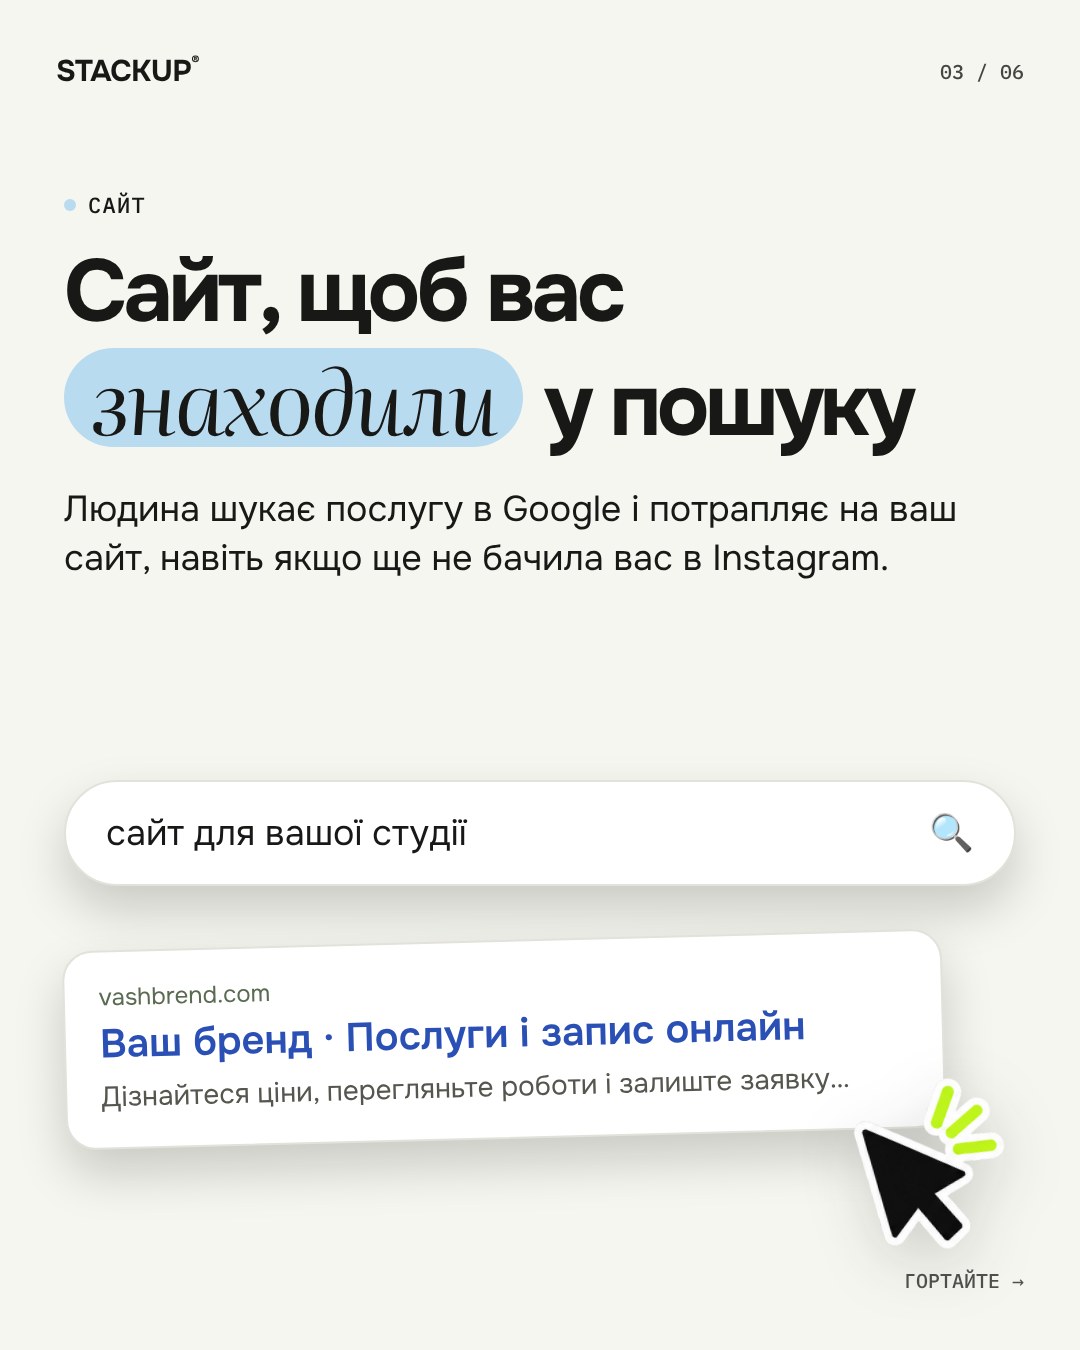 STACKUP®
03 / 06
САЙТ
Сайт, щоб вас
знаходили у пошуку
Людина шукає послугу в Google і потрапляє на ваш
сайт, навіть якщо ще не бачила вас в Instagram.
сайт для вашої студії
vashbrend.com
Ваш бренд · Послуги і запис онлайн
Дізнайтеся ціни, перегляньте роботи і залиште заявку...
ГОРТАЙТЕ →